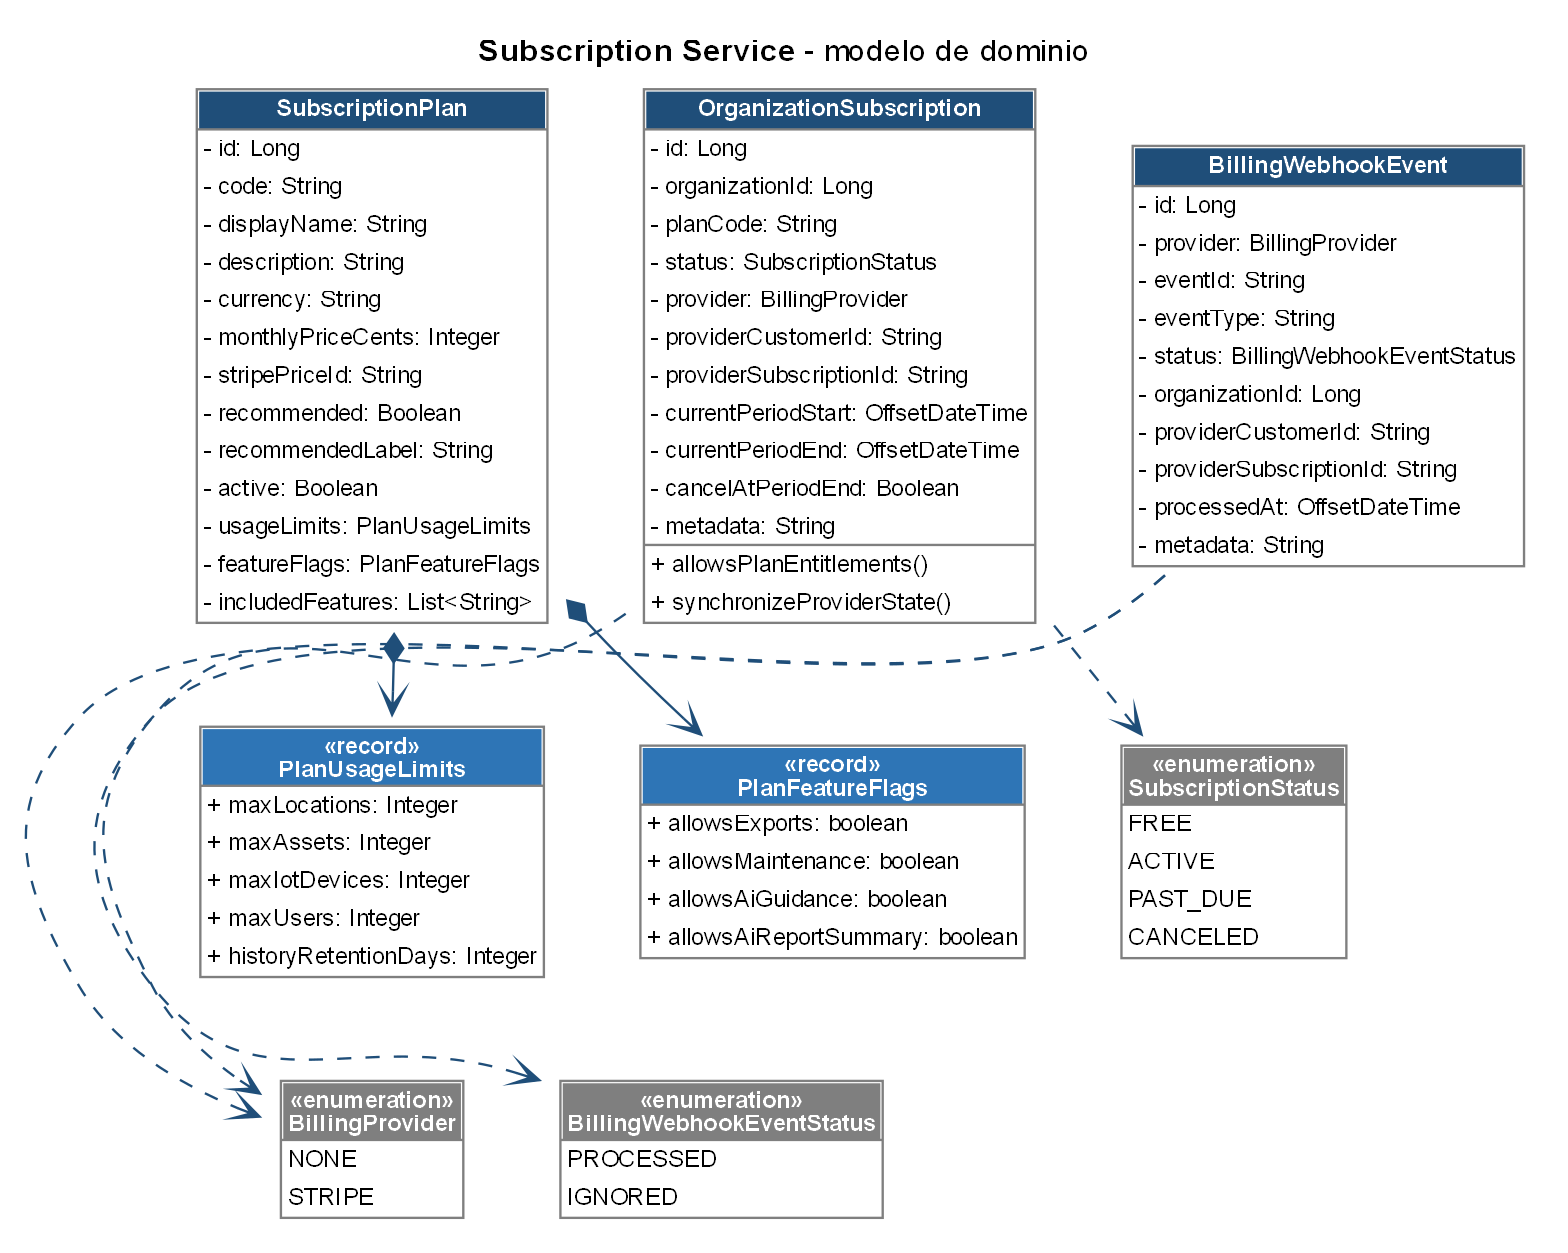 Subscription Service - modelo de dominio
SubscriptionPlan
- id: Long
- code: String
- displayName: String
- description: String
- currency: String
- monthlyPriceCents: Integer
- stripePriceId: String
- recommended: Boolean
- recommendedLabel: String
- active: Boolean
- usageLimits: PlanUsageLimits
- featureFlags: PlanFeatureFlags
- includedFeatures: List<String>
OrganizationSubscription
- id: Long
- organizationId: Long
- planCode: String
- status: SubscriptionStatus
- provider: BillingProvider
- providerCustomerId: String
- providerSubscriptionId: String
- currentPeriodStart: OffsetDateTime
- currentPeriodEnd: OffsetDateTime
- cancelAtPeriodEnd: Boolean
- metadata: String
+ allowsPlanEntitlements()
+ synchronizeProviderState()
BillingWebhookEvent
- id: Long
- provider: BillingProvider
- eventId: String
- eventType: String
- status: BillingWebhookEventStatus
- organizationId: Long
- providerCustomerId: String
- providerSubscriptionId: String
- processedAt: OffsetDateTime
- metadata: String
«record»
PlanUsageLimits
+ maxLocations: Integer
+ maxAssets: Integer
+ maxIotDevices: Integer
+ maxUsers: Integer
+ historyRetentionDays: Integer
«record»
PlanFeatureFlags
+ allowsExports: boolean
+ allowsMaintenance: boolean
+ allowsAiGuidance: boolean
+ allowsAiReportSummary: boolean
«enumeration»
SubscriptionStatus
FREE
ACTIVE
PAST_DUE
CANCELED
«enumeration»
BillingProvider
NONE
STRIPE
«enumeration»
BillingWebhookEventStatus
PROCESSED
IGNORED